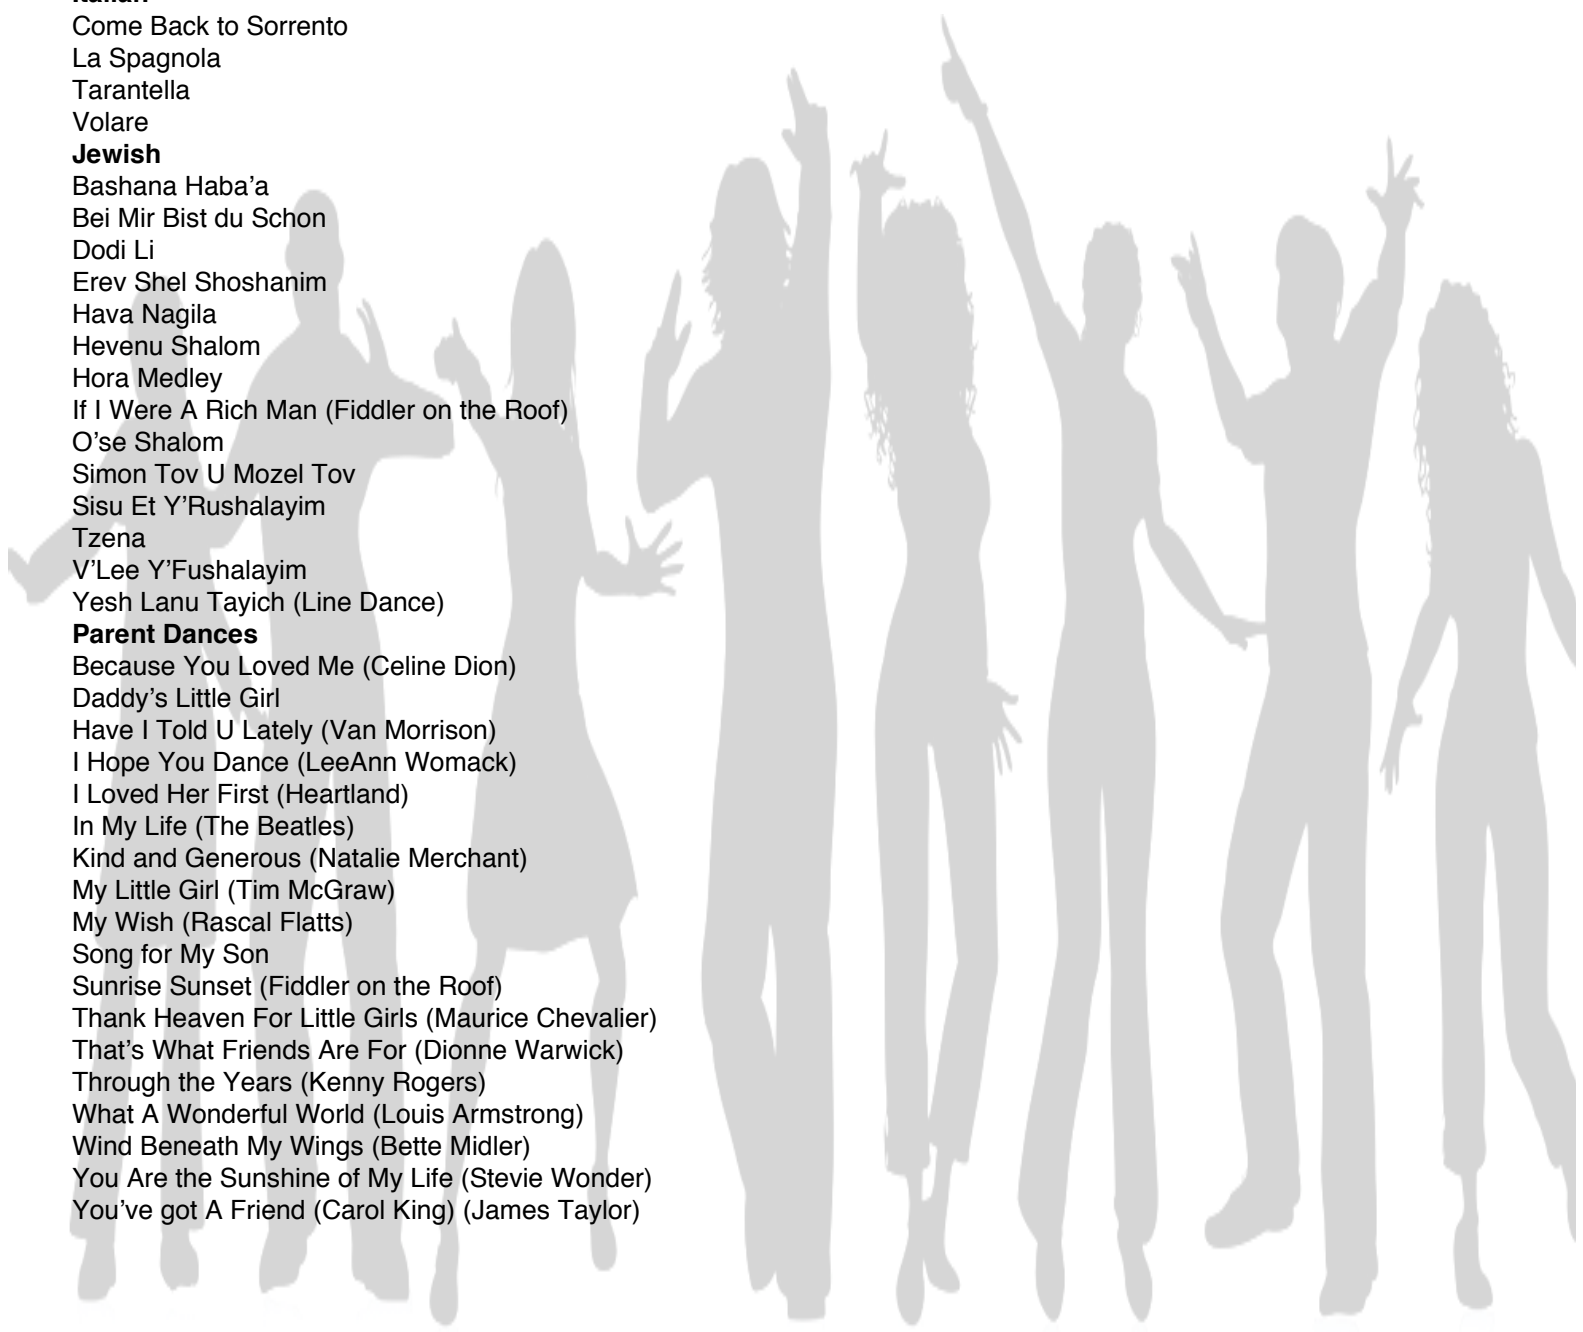 Italian
Come Back to Sorrento
La Spagnola
Tarantella
Volare
Jewish
Bashana Haba’a
Bei Mir Bist du Schon
Dodi Li
Erev Shel Shoshanim
Hava Nagila
Hevenu Shalom
Hora Medley
If I Were A Rich Man (Fiddler on the Roof)
O’se Shalom
Simon Tov U Mozel Tov
Sisu Et Y’Rushalayim
Tzena
V’Lee Y’Fushalayim
Yesh Lanu Tayich (Line Dance)
Parent Dances
Because You Loved Me (Celine Dion)
Daddy’s Little Girl
Have I Told U Lately (Van Morrison)
I Hope You Dance (LeeAnn Womack)
I Loved Her First (Heartland)
In My Life (The Beatles)
Kind and Generous (Natalie Merchant)
My Little Girl (Tim McGraw)
My Wish (Rascal Flatts)
Song for My Son
Sunrise Sunset (Fiddler on the Roof)
Thank Heaven For Little Girls (Maurice Chevalier)
That’s What Friends Are For (Dionne Warwick)
Through the Years (Kenny Rogers)
What A Wonderful World (Louis Armstrong)
Wind Beneath My Wings (Bette Midler)
You Are the Sunshine of My Life (Stevie Wonder)
You’ve got A Friend (Carol King) (James Taylor)